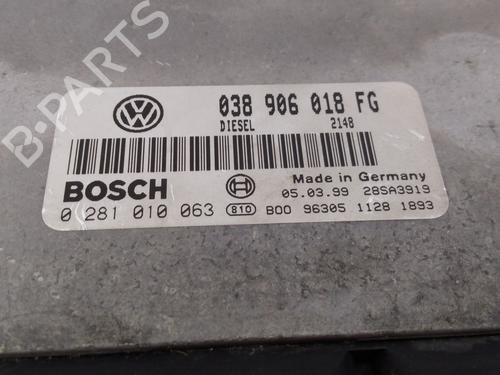 B-PARTS
038 906 018 FG
DIESEL 2148
BOSCH
Made in Germany
05.03.99 28SA3919
0 281 010 063 810 B00 96305 1128 1893